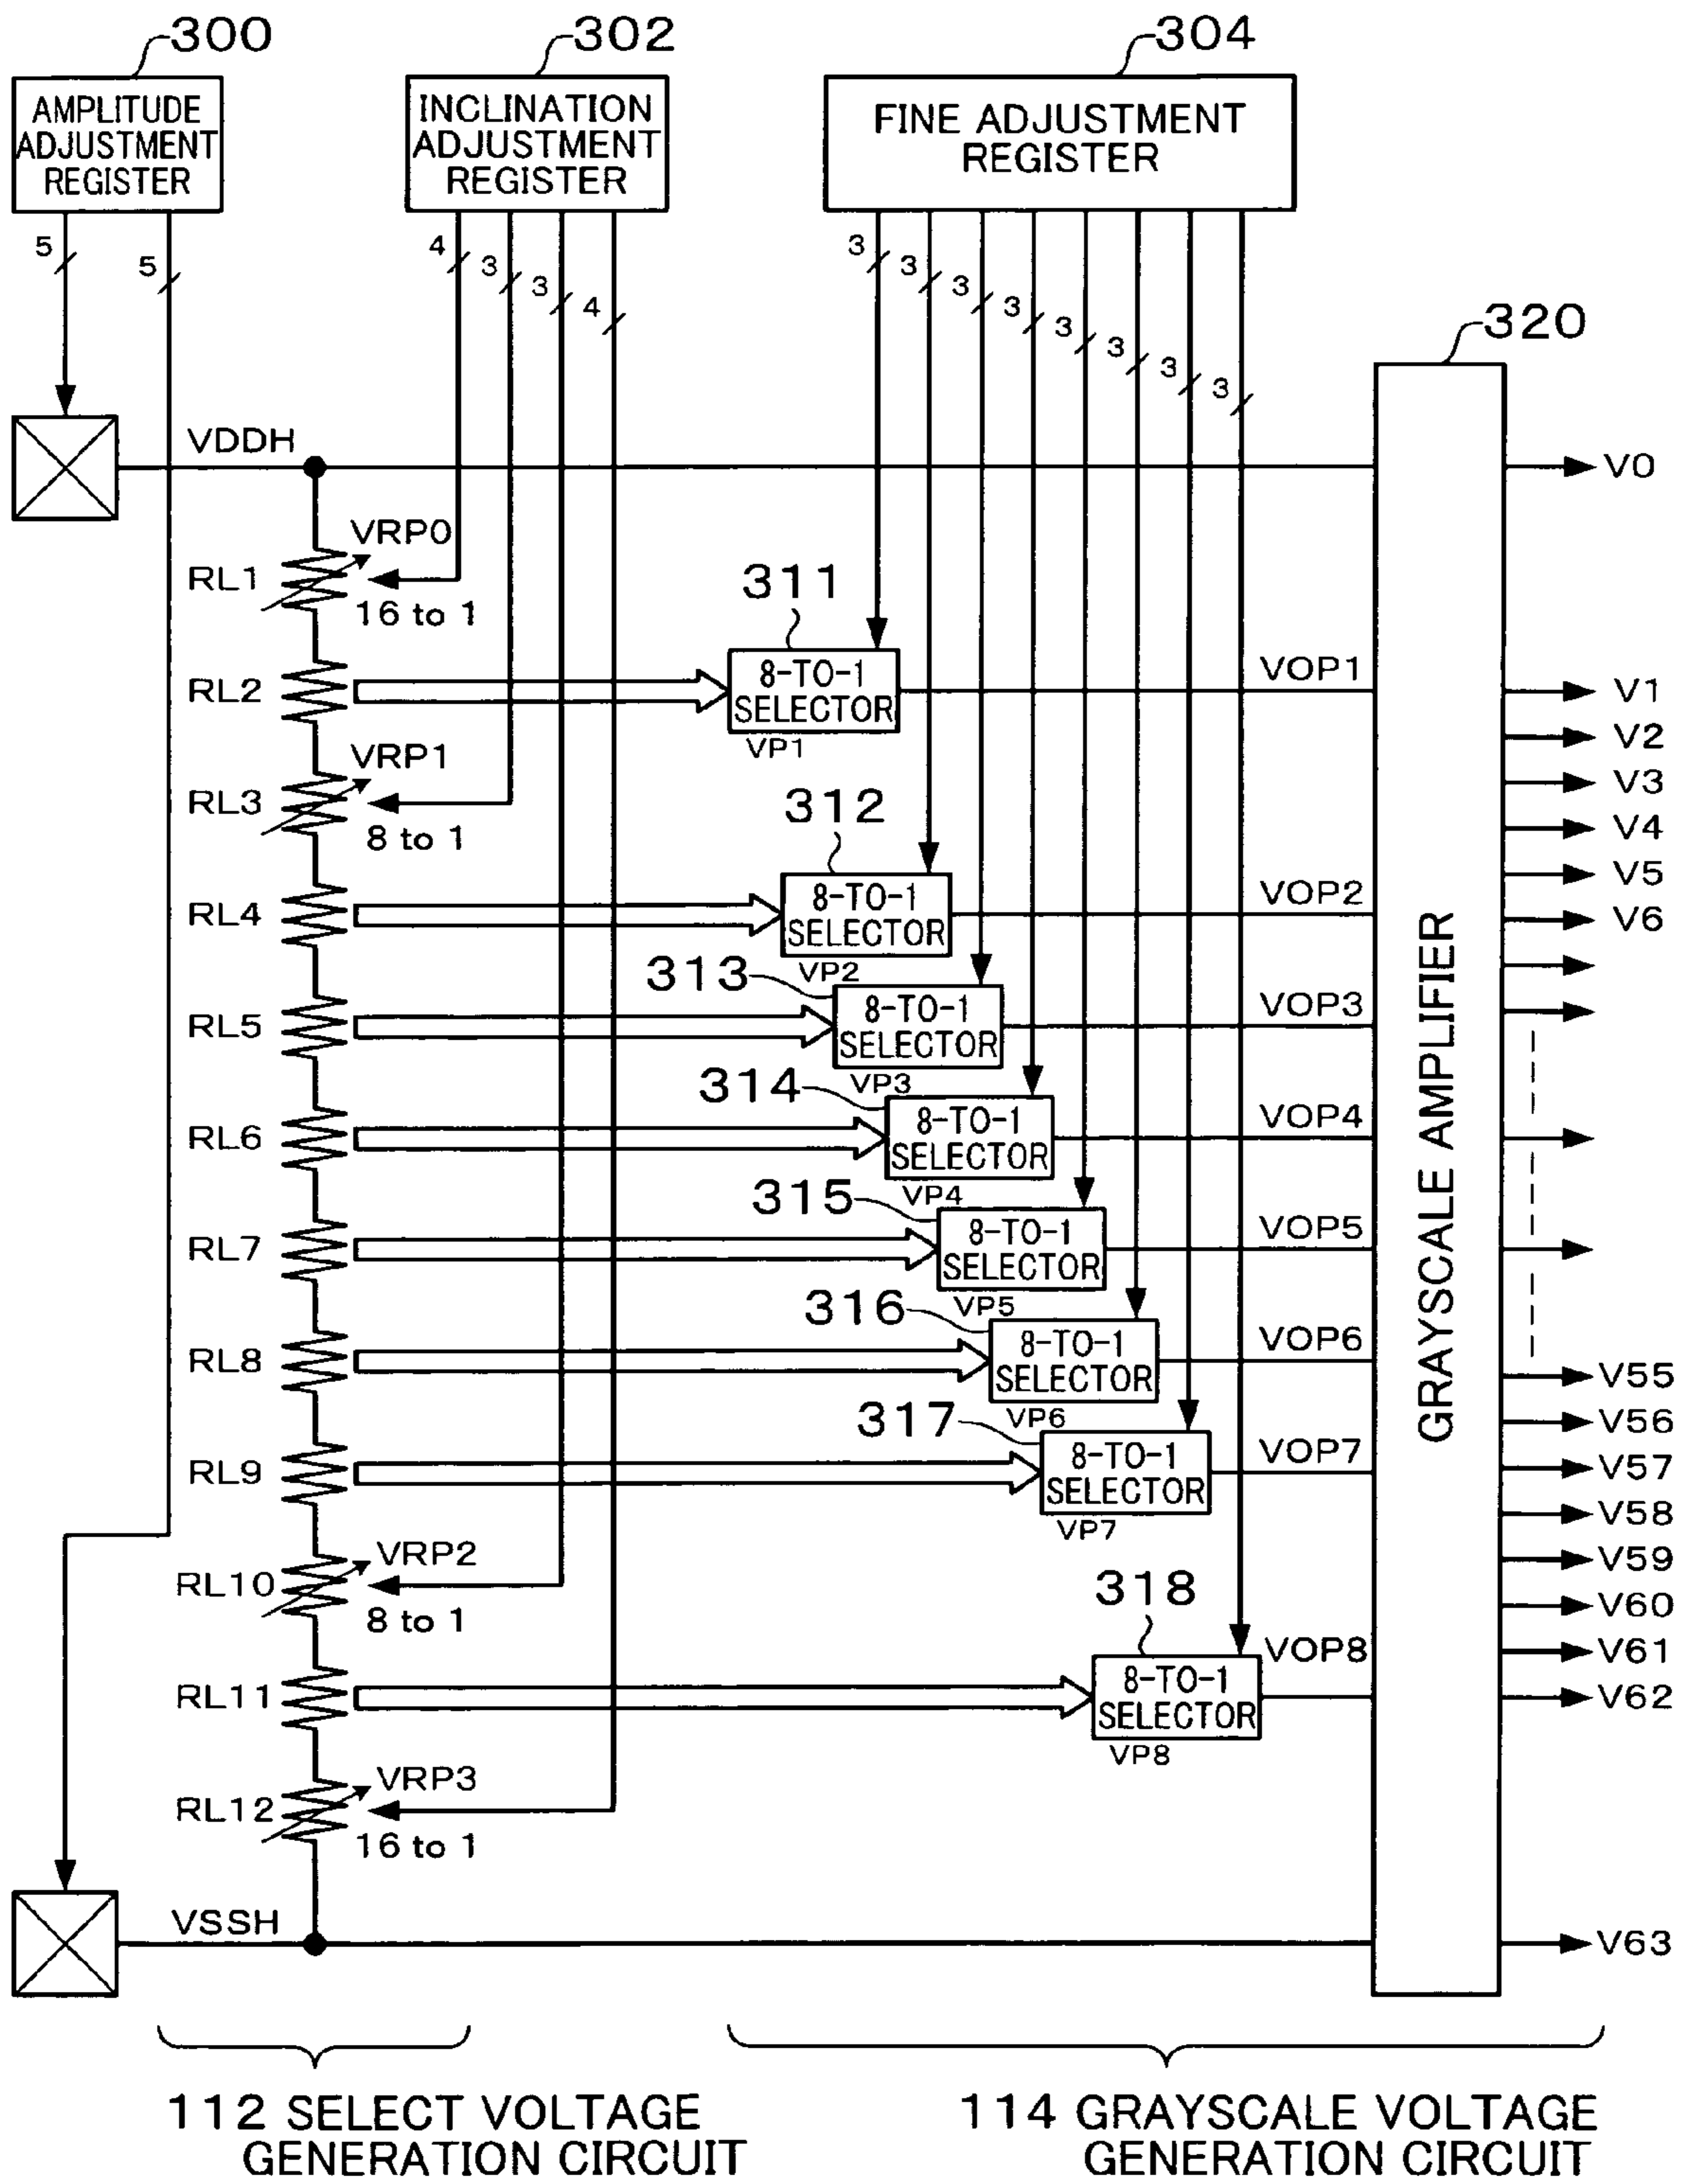 300
302
304
AMPLITUDE
ADJUSTMENT
REGISTER
INCLINATION
ADJUSTMENT
REGISTER
FINE ADJUSTMENT
REGISTER
5
5
4
3
3
4
3
3
3
3
3
3
3
3
320
VDDH
V0
VRP0
RL1
16 to 1
311
8-TO-1
SELECTOR
VP1
VOP1
RL2
V1
V2
VRP1
RL3
8 to 1
V3
312
V4
8-TO-1
SELECTOR
VP2
VOP2
RL4
V5
V6
313
8-TO-1
SELECTOR
VP3
VOP3
RL5
314
8-TO-1
SELECTOR
VP4
VOP4
RL6
315
8-TO-1
SELECTOR
VP5
VOP5
RL7
316
8-TO-1
SELECTOR
VP6
VOP6
RL8
GRAYSCALE AMPLIFIER
V55
V56
317
8-TO-1
SELECTOR
VP7
VOP7
RL9
V57
V58
VRP2
RL10
8 to 1
V59
V60
318
8-TO-1
SELECTOR
VP8
VOP8
RL11
V61
V62
VRP3
RL12
16 to 1
VSSH
V63
112 SELECT VOLTAGE
GENERATION CIRCUIT
114 GRAYSCALE VOLTAGE
GENERATION CIRCUIT